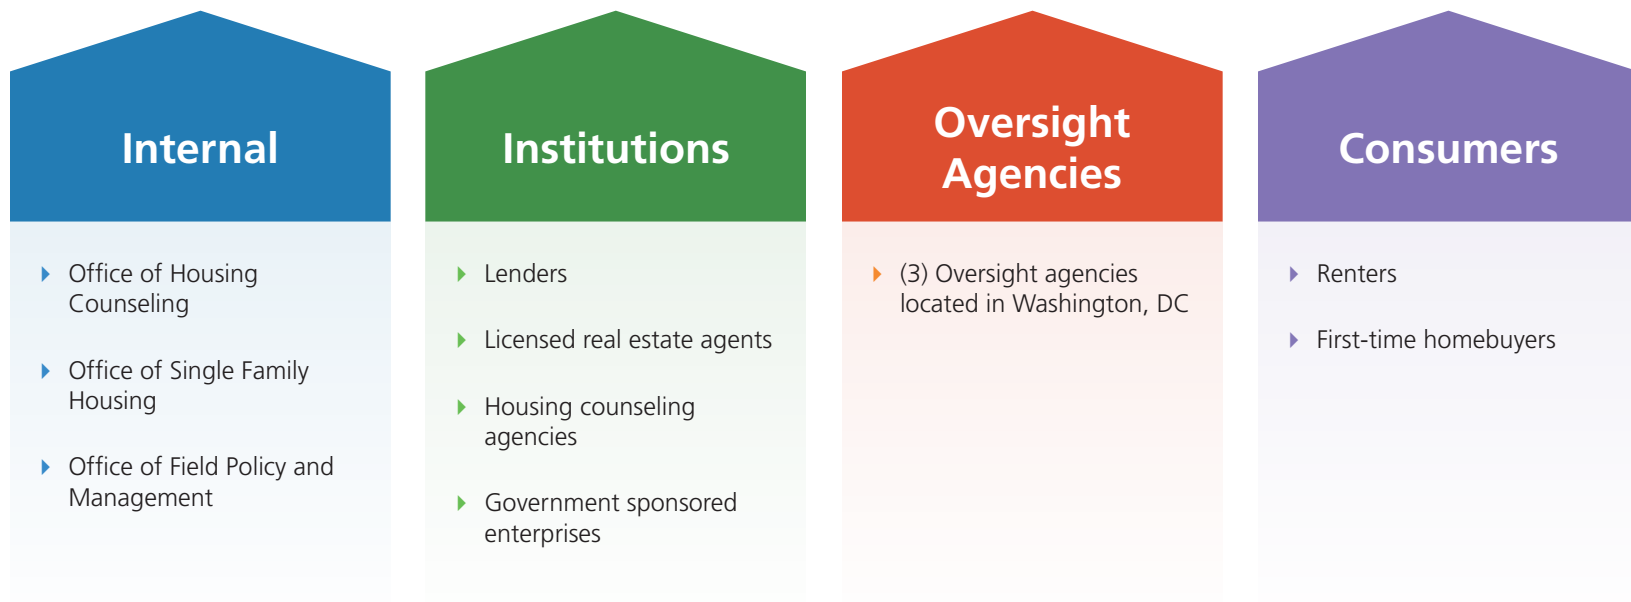 Internal
Office of Housing
Counseling
Office of Single Family
Housing
Office of Field Policy and
Management
Institutions
Lenders
Licensed real estate agents
Housing counseling
agencies
Government sponsored
enterprises
Oversight
Agencies
(3) Oversight agencies
located in Washington, DC
Consumers
Renters
First-time homebuyers